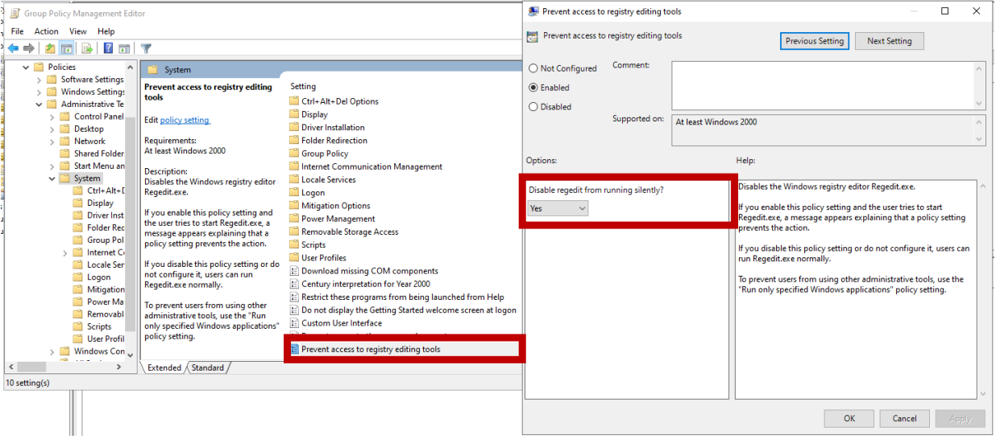 Group Policy Management Editor
File Action View Help
Policies
Software Settings
Windows Settings
Administrative Te
Control Panel
Desktop
Network
Shared Folder
Start Menu an
System
Ctrl+Alt+D
Display
Driver Inst
Folder Rec
Group Pol
Internet Co
Locale Ser
Logon
Mitigation
Power Ma
Removabl
Scripts
User Profil
Windows Con
System
Prevent access to registry editing
tools
Edit policy setting
Requirements:
At least Windows 2000
Description:
Disables the Windows registry editor
Regedit.exe.
If you enable this policy setting and
the user tries to start Regedit.exe, a
message appears explaining that a
policy setting prevents the action.
If you disable this policy setting or do
not configure it, users can run
Regedit.exe normally.
To prevent users from using other
administrative tools, use the "Run
only specified Windows applications"
policy setting.
Setting
Ctrl+Alt+Del Options
Display
Driver Installation
Folder Redirection
Group Policy
Internet Communication Management
Locale Services
Logon
Mitigation Options
Power Management
Removable Storage Access
Scripts
User Profiles
Download missing COM components
Century interpretation for Year 2000
Restrict these programs from being launched from Help
Do not display the Getting Started welcome screen at logon
Custom User Interface
Prevent access to registry editing tools
Extended Standard
10 setting(s)
Prevent access to registry editing tools
Prevent access to registry editing tools
Previous Setting Next Setting
Not Configured
Enabled
Disabled
Comment:
Supported on:
At least Windows 2000
Options:
Help:
Disable regedit from running silently?
Yes
Disables the Windows registry editor Regedit.exe.
If you enable this policy setting and the user tries to start
Regedit.exe, a message appears explaining that a policy setting
prevents the action.
If you disable this policy setting or do not configure it, users can
run Regedit.exe normally.
To prevent users from using other administrative tools, use the
"Run only specified Windows applications" policy setting.
OK Cancel Apply